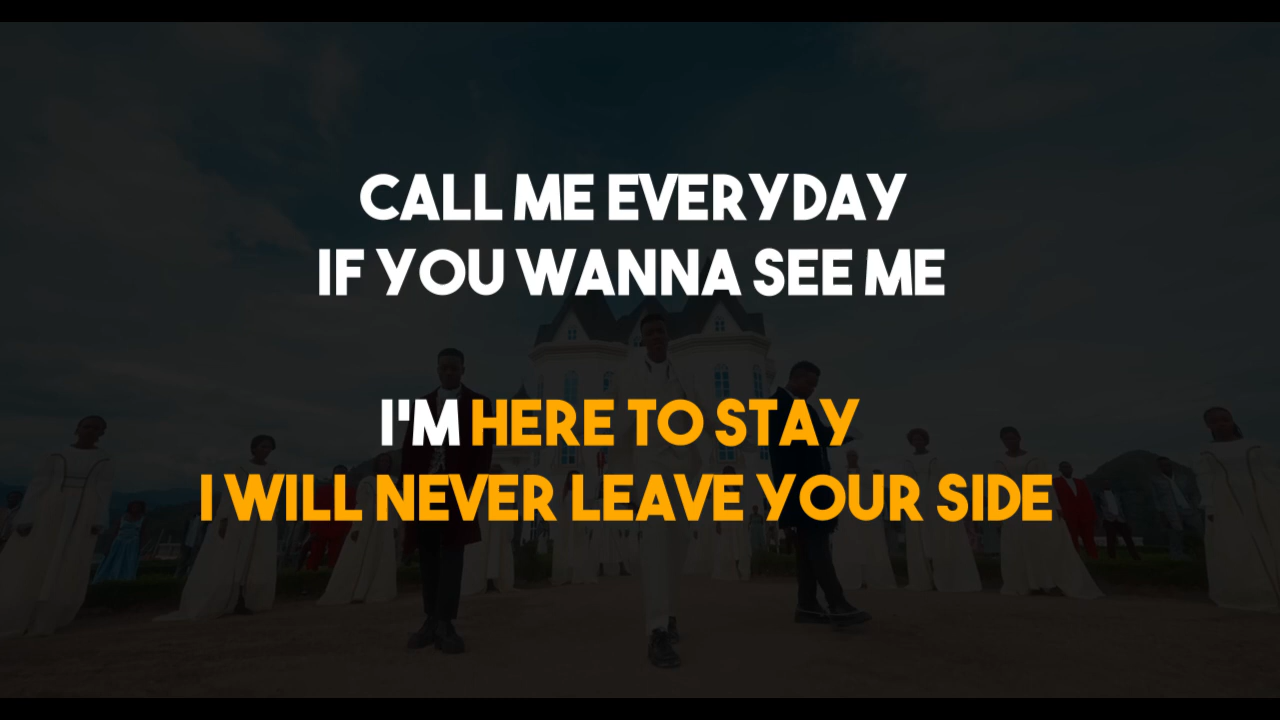 CALL ME EVERYDAY
IF YOU WANNA SEE ME
I'M HERE TO STAY
I WILL NEVER LEAVE YOUR SIDE